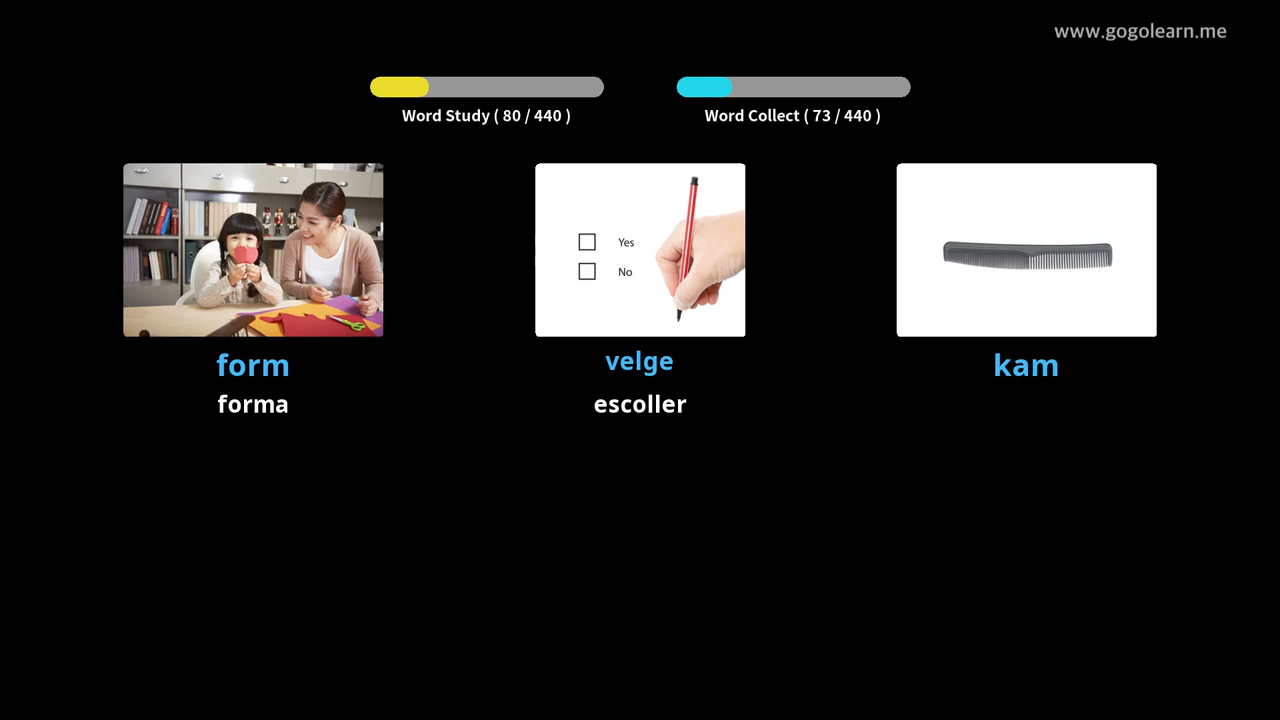 www.gogolearn.me
Word Study ( 80 / 440 )
Word Collect ( 73 / 440 )
Yes
No
form
velge
kam
forma
escoller